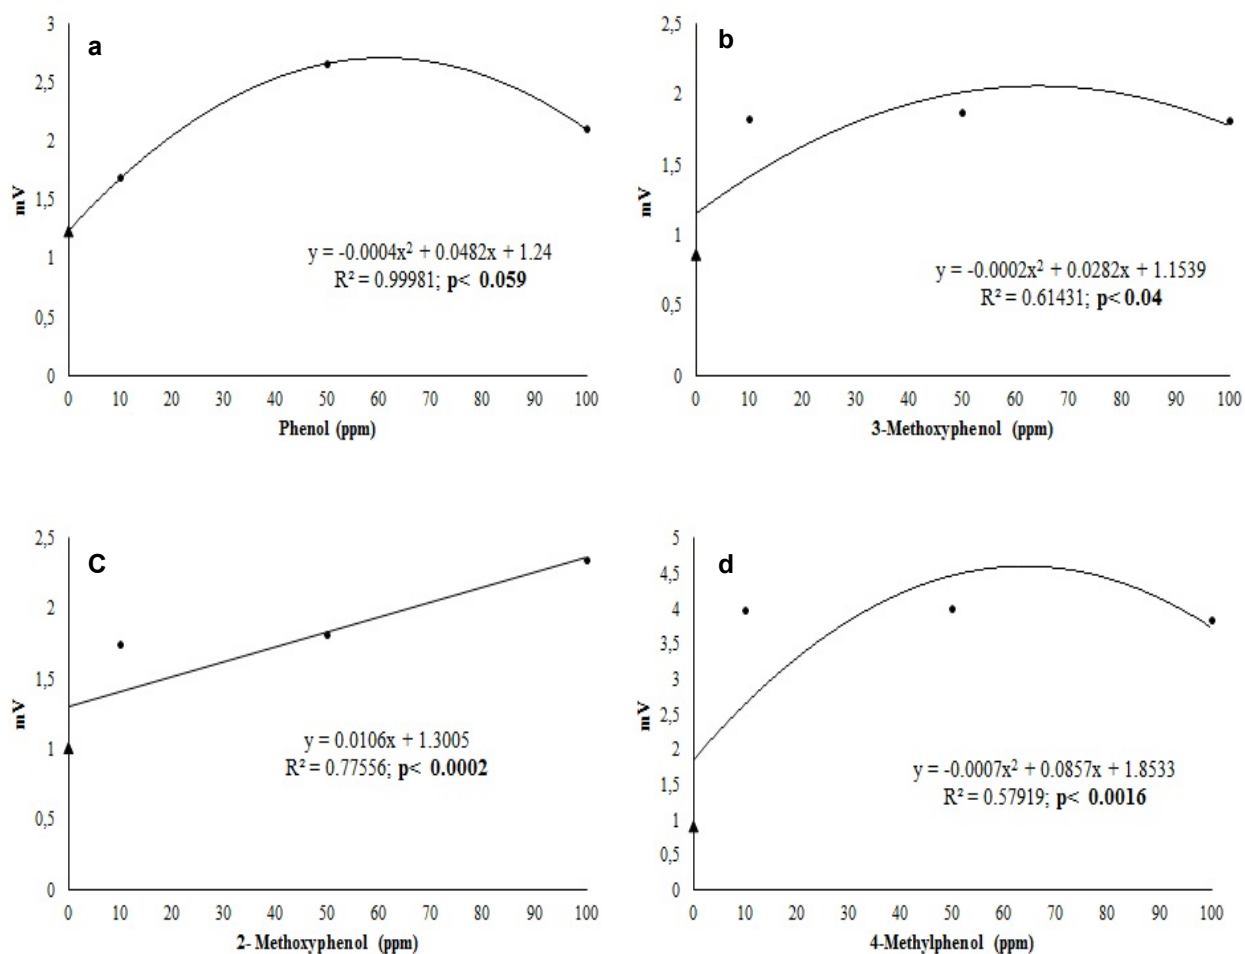 a
3
2,5
2
1,5
1
0,5
0
mV
y = -0.0004x² + 0.0482x + 1.24
R² = 0.99981; p< 0.059
0 10 20 30 40 50 60 70 80 90 100
Phenol (ppm)
b
2,5
2
1,5
1
0,5
0
mV
y = -0.0002x² + 0.0282x + 1.1539
R² = 0.61431; p< 0.04
0 10 20 30 40 50 60 70 80 90 100
3-Methoxyphenol (ppm)
C
2,5
2
1,5
1
0,5
0
mV
y = 0.0106x + 1.3005
R² = 0.77556; p< 0.0002
0 10 20 30 40 50 60 70 80 90 100
2- Methoxyphenol (ppm)
d
5
4,5
4
3,5
3
2,5
2
1,5
1
0,5
0
mV
y = -0.0007x² + 0.0857x + 1.8533
R² = 0.57919; p< 0.0016
0 10 20 30 40 50 60 70 80 90 100
4-Methylphenol (ppm)